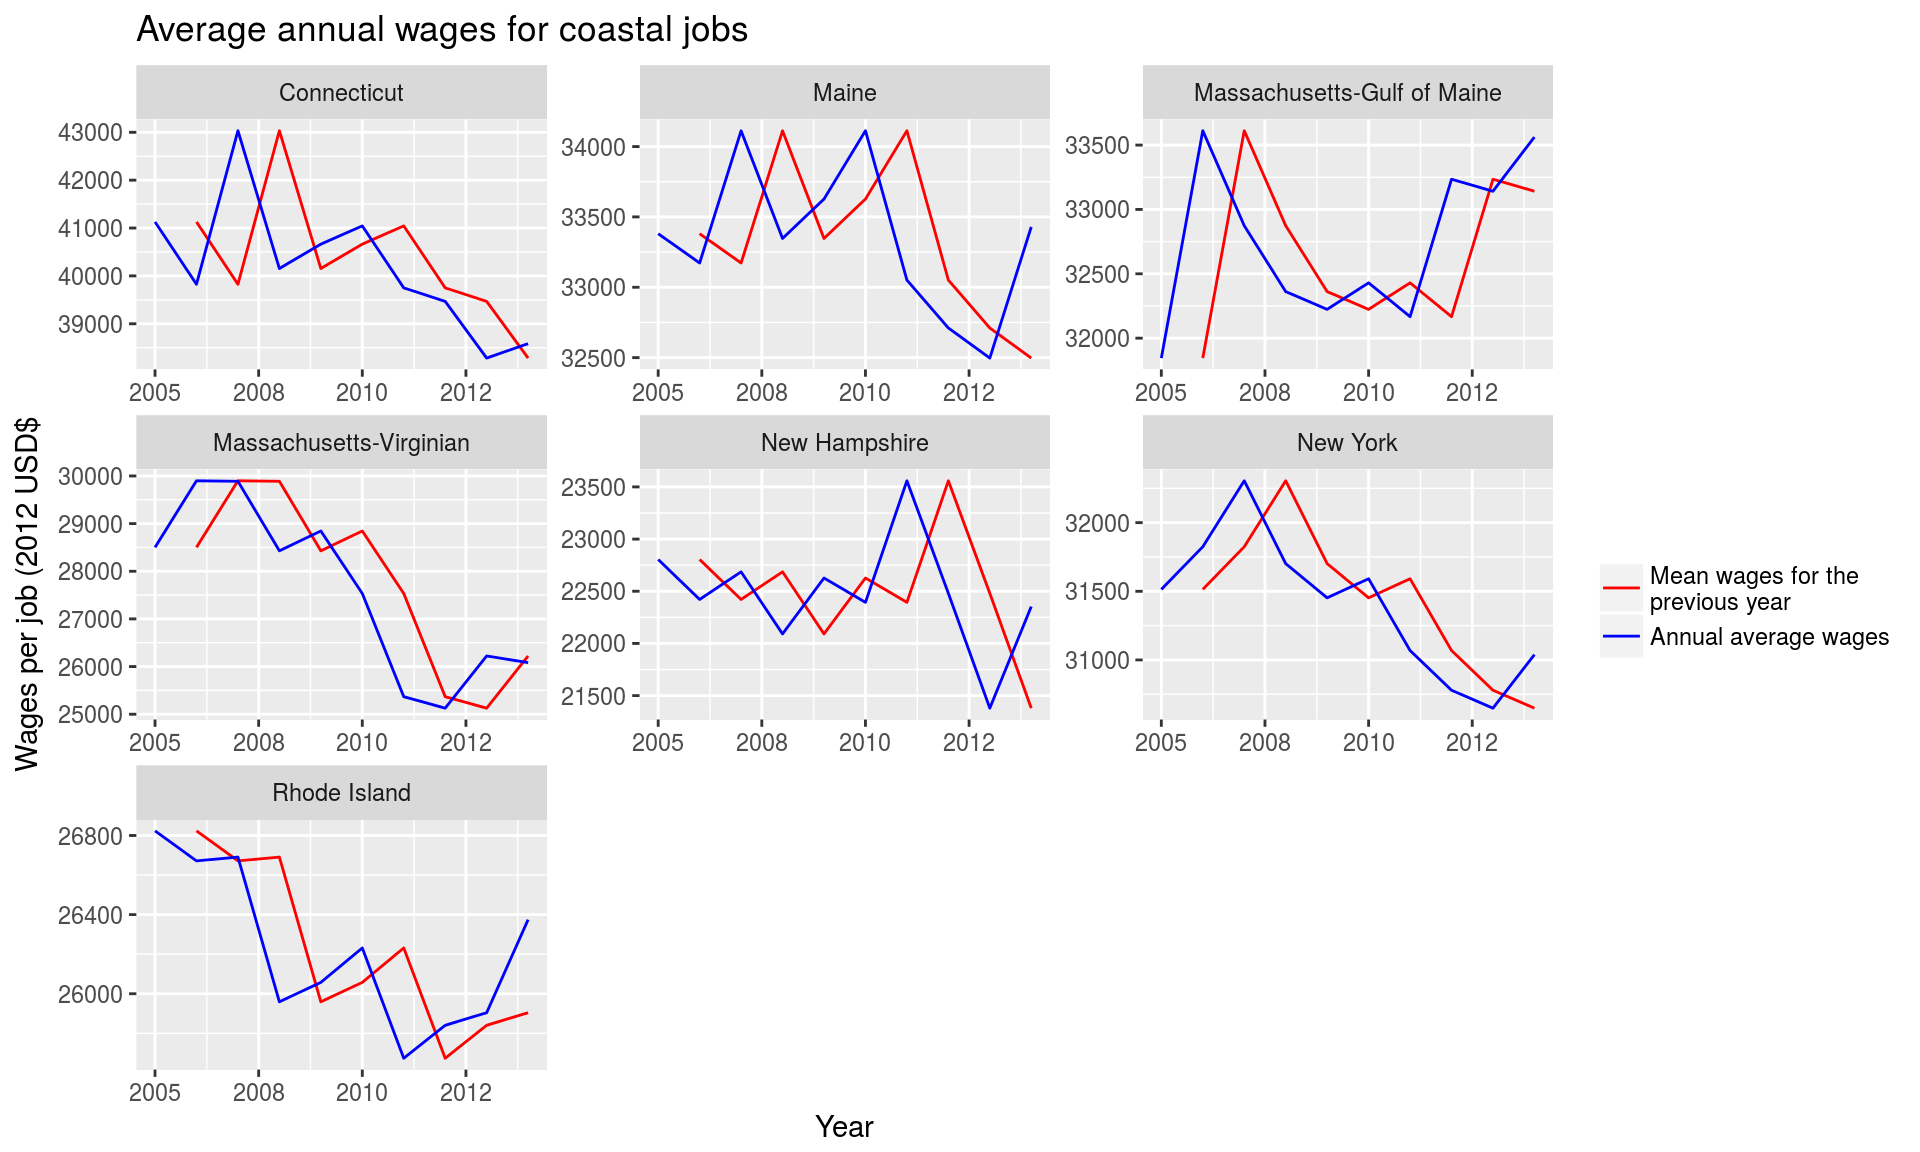 Average annual wages for coastal jobs
Connecticut
Maine
Massachusetts-Gulf of Maine
43000
42000
41000
40000
39000
34000
33500
33000
32500
33500
33000
32500
32000
2005 2008 2010 2012
2005 2008 2010 2012
2005 2008 2010 2012
Massachusetts-Virginian
New Hampshire
New York
30000
29000
28000
27000
26000
25000
23500
23000
22500
22000
21500
32000
31500
31000
2005 2008 2010 2012
2005 2008 2010 2012
2005 2008 2010 2012
Rhode Island
26800
26400
26000
2005 2008 2010 2012
Wages per job (2012 USD$
Year
Mean wages for the
previous year
Annual average wages